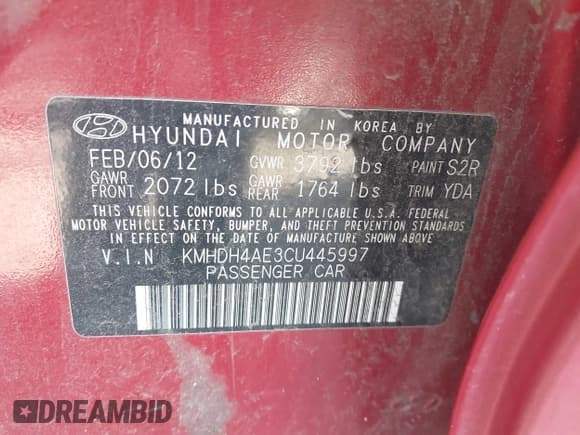 MANUFACTURED IN KOREA BY
HYUNDAI MOTOR COMPANY
FEB/06/12 GVWR 3792 lbs PAINT S2R
GAWR FRONT 2072 lbs GAWR REAR 1764 lbs TRIM YDA
THIS VEHICLE CONFORMS TO ALL APPLICABLE U.S.A. FEDERAL
MOTOR VEHICLE SAFETY, BUMPER, AND THEFT PREVENTION STANDARDS
IN EFFECT ON THE DATE OF MANUFACTURE SHOWN ABOVE
V.I.N KMHDH4AE3CU445997
PASSENGER CAR
DREAMBID